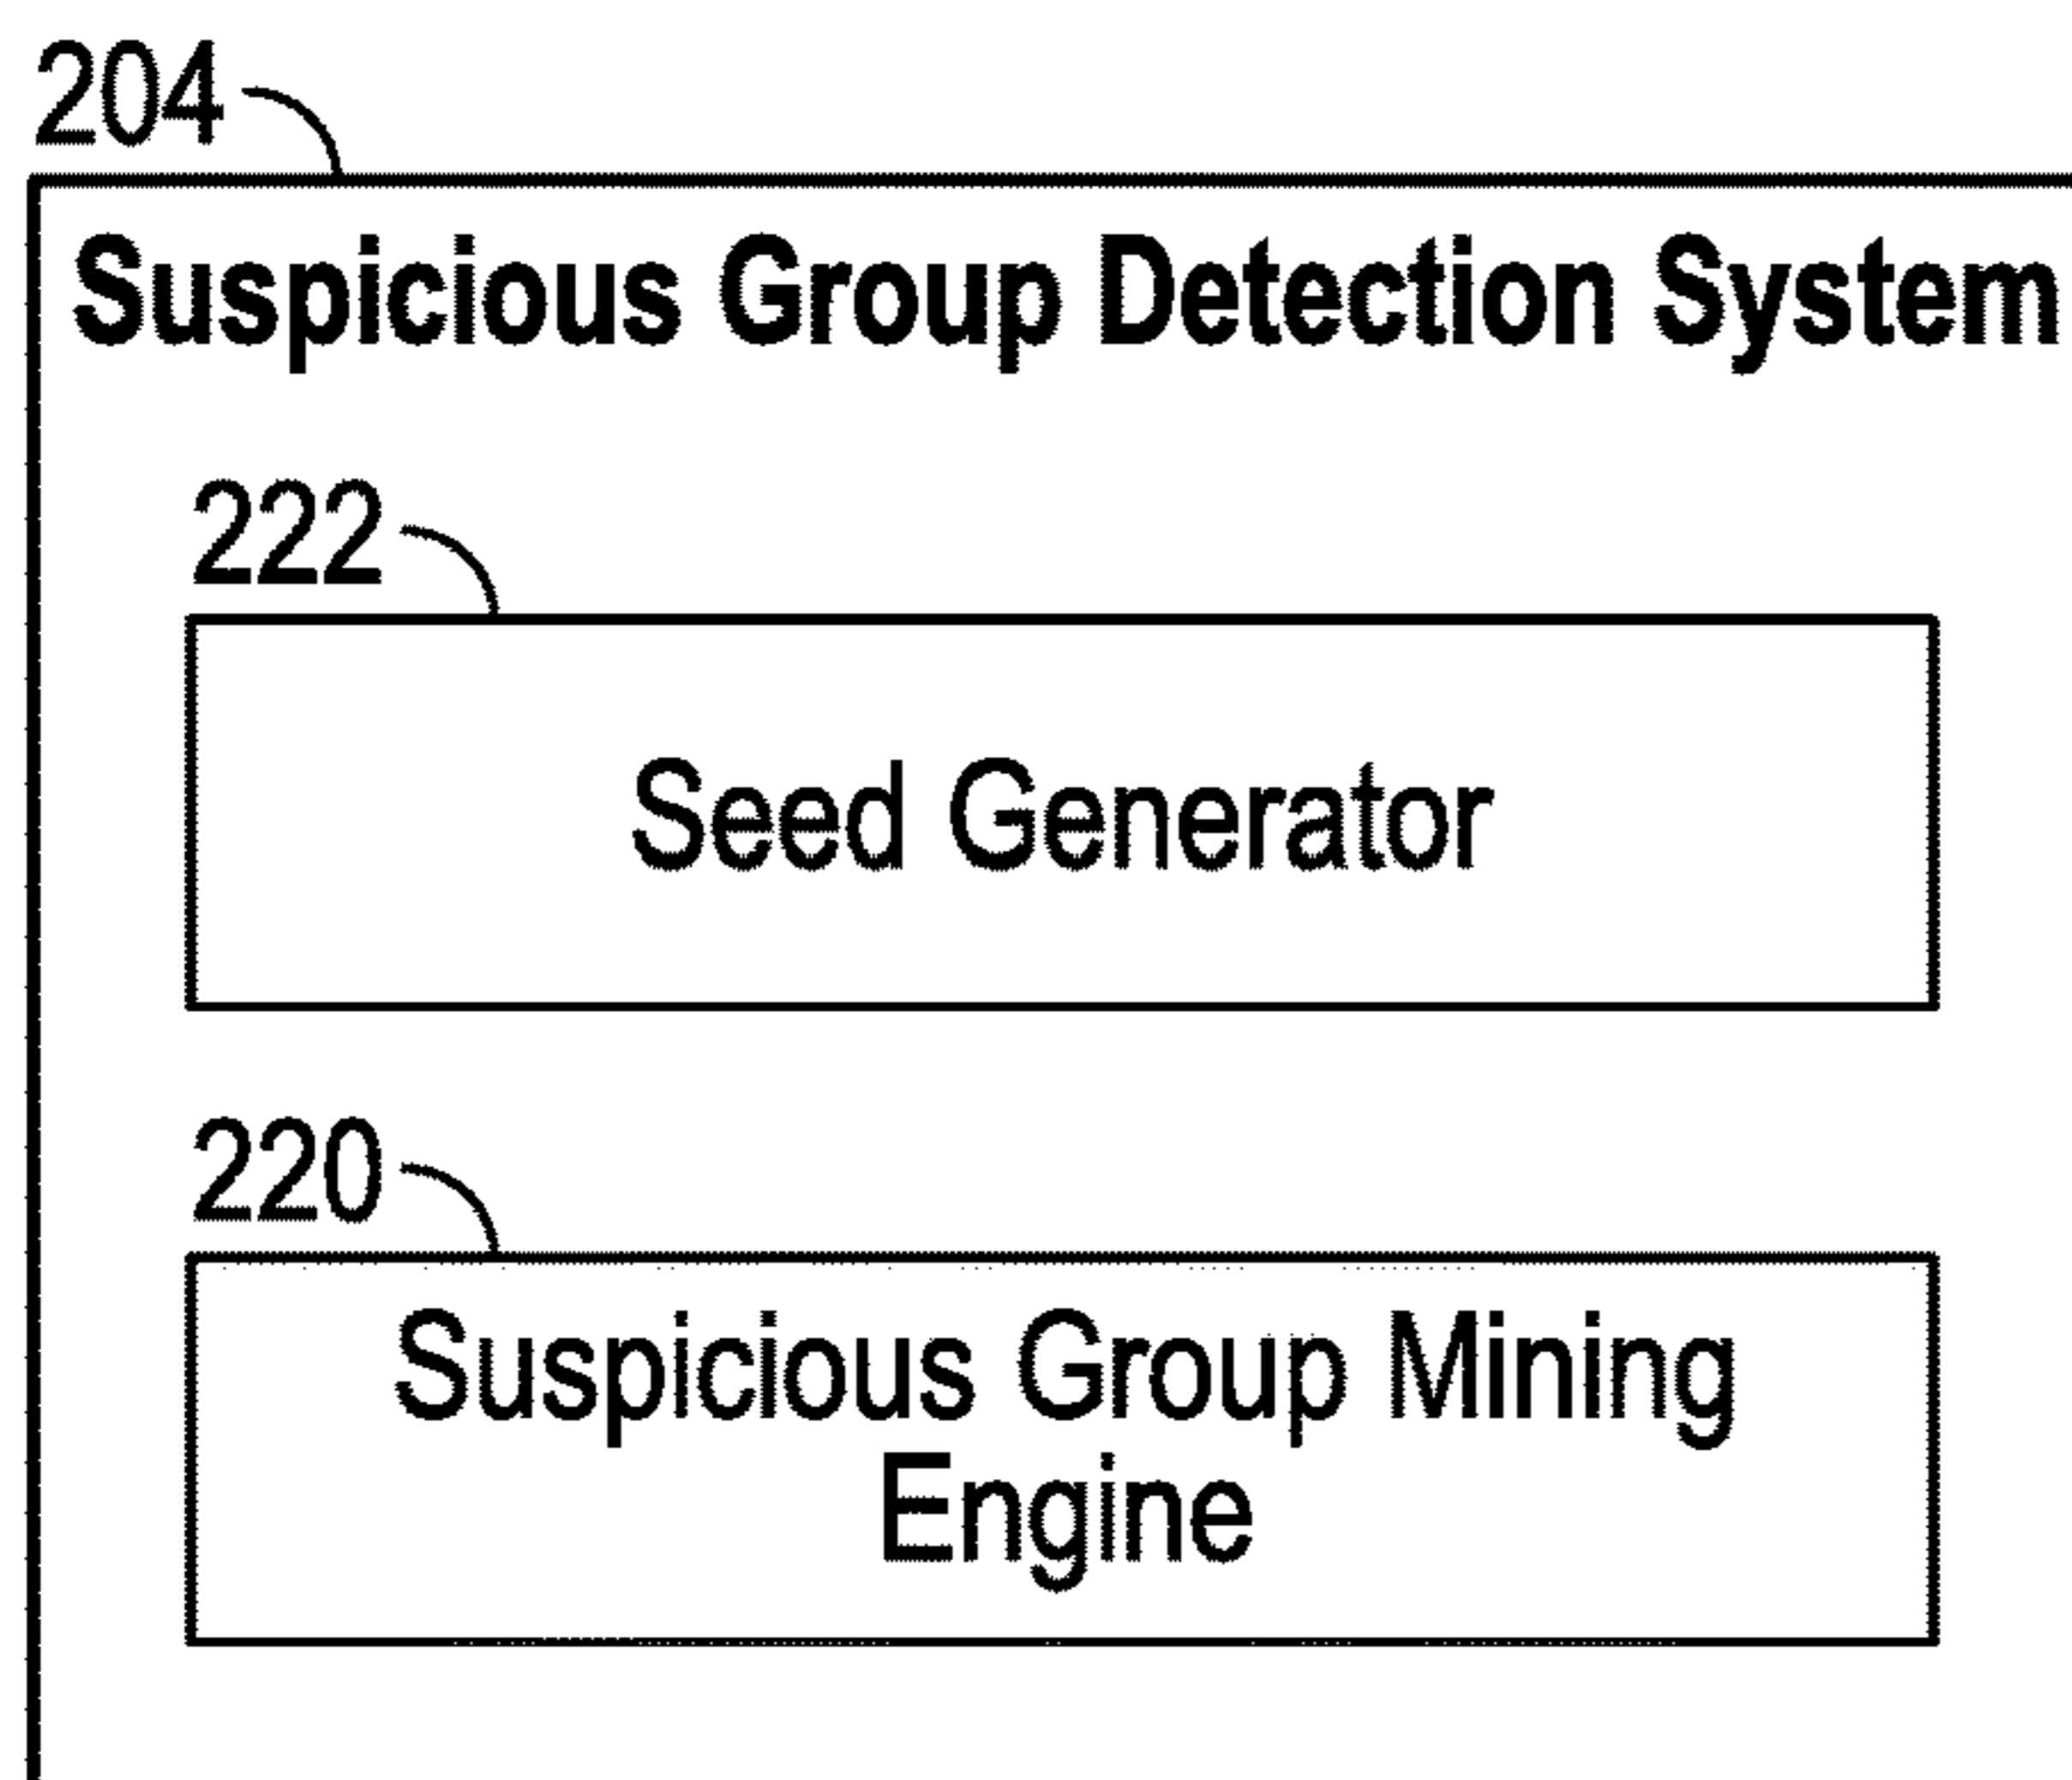 204
Suspicious Group Detection System
222
Seed Generator
220
Suspicious Group Mining
Engine